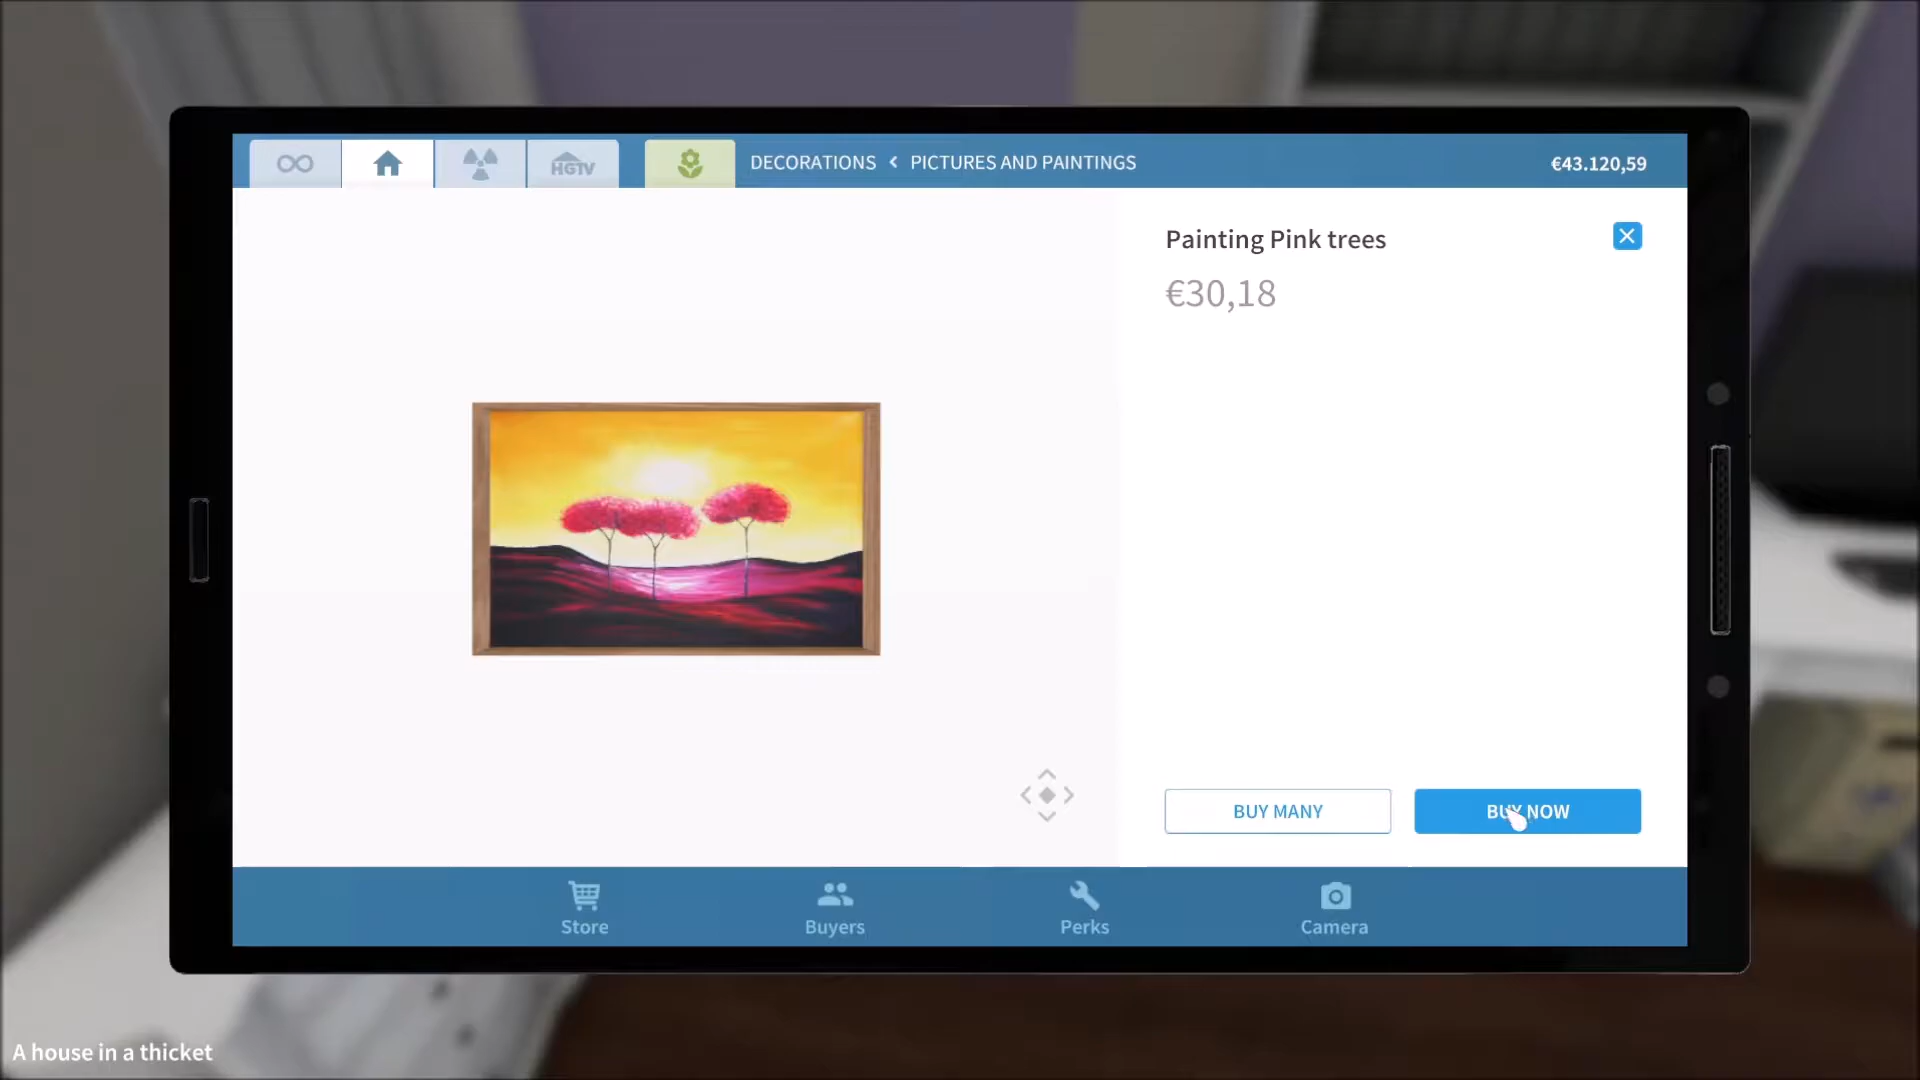 HGTV
DECORATIONS < PICTURES AND PAINTINGS
€43.120,59
Painting Pink trees
€30,18
BUY MANY
BUY NOW
Store
Buyers
Perks
Camera
A house in a thicket